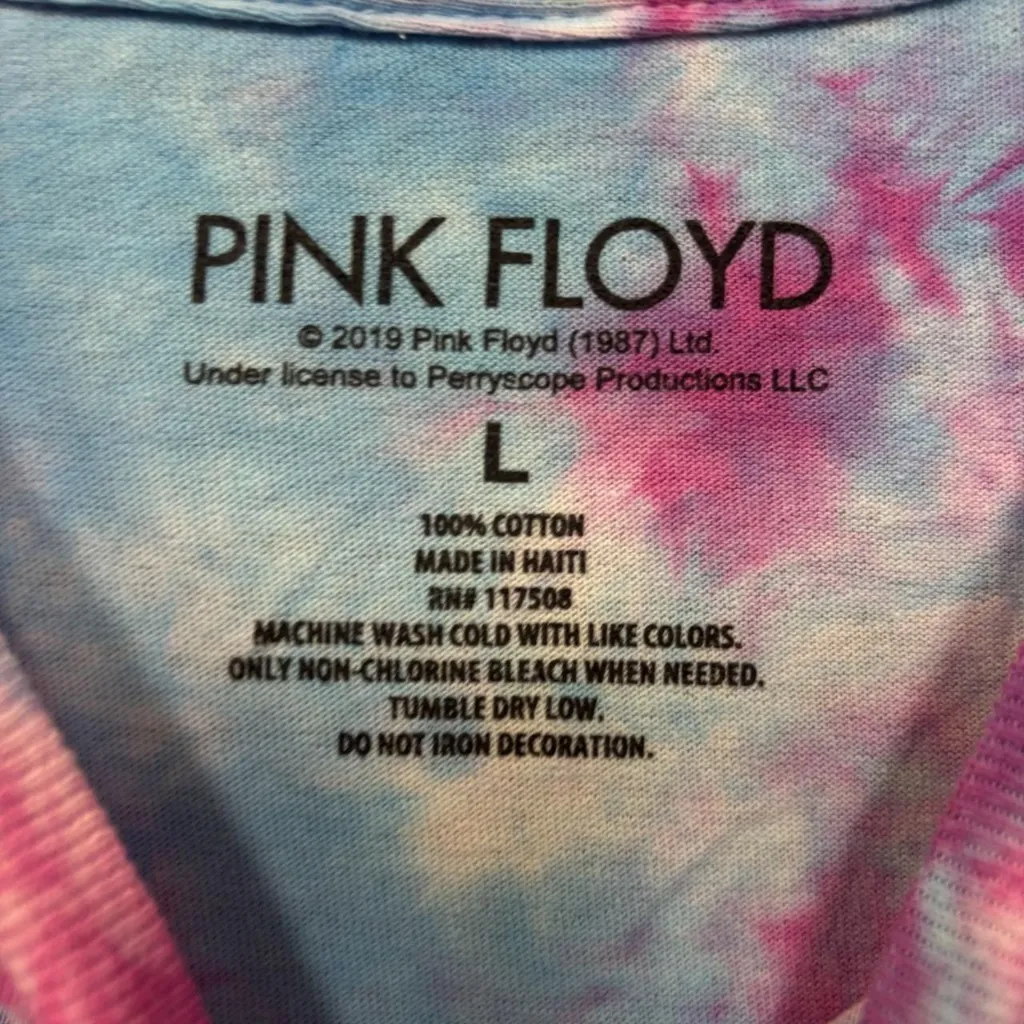 PINK FLOYD
© 2019 Pink Floyd (1987) Ltd.
Under license to Perryscope Productions LLC
L
100% COTTON
MADE IN HAITI
RN# 117508
MACHINE WASH COLD WITH LIKE COLORS.
ONLY NON-CHLORINE BLEACH WHEN NEEDED.
TUMBLE DRY LOW.
DO NOT IRON DECORATION.